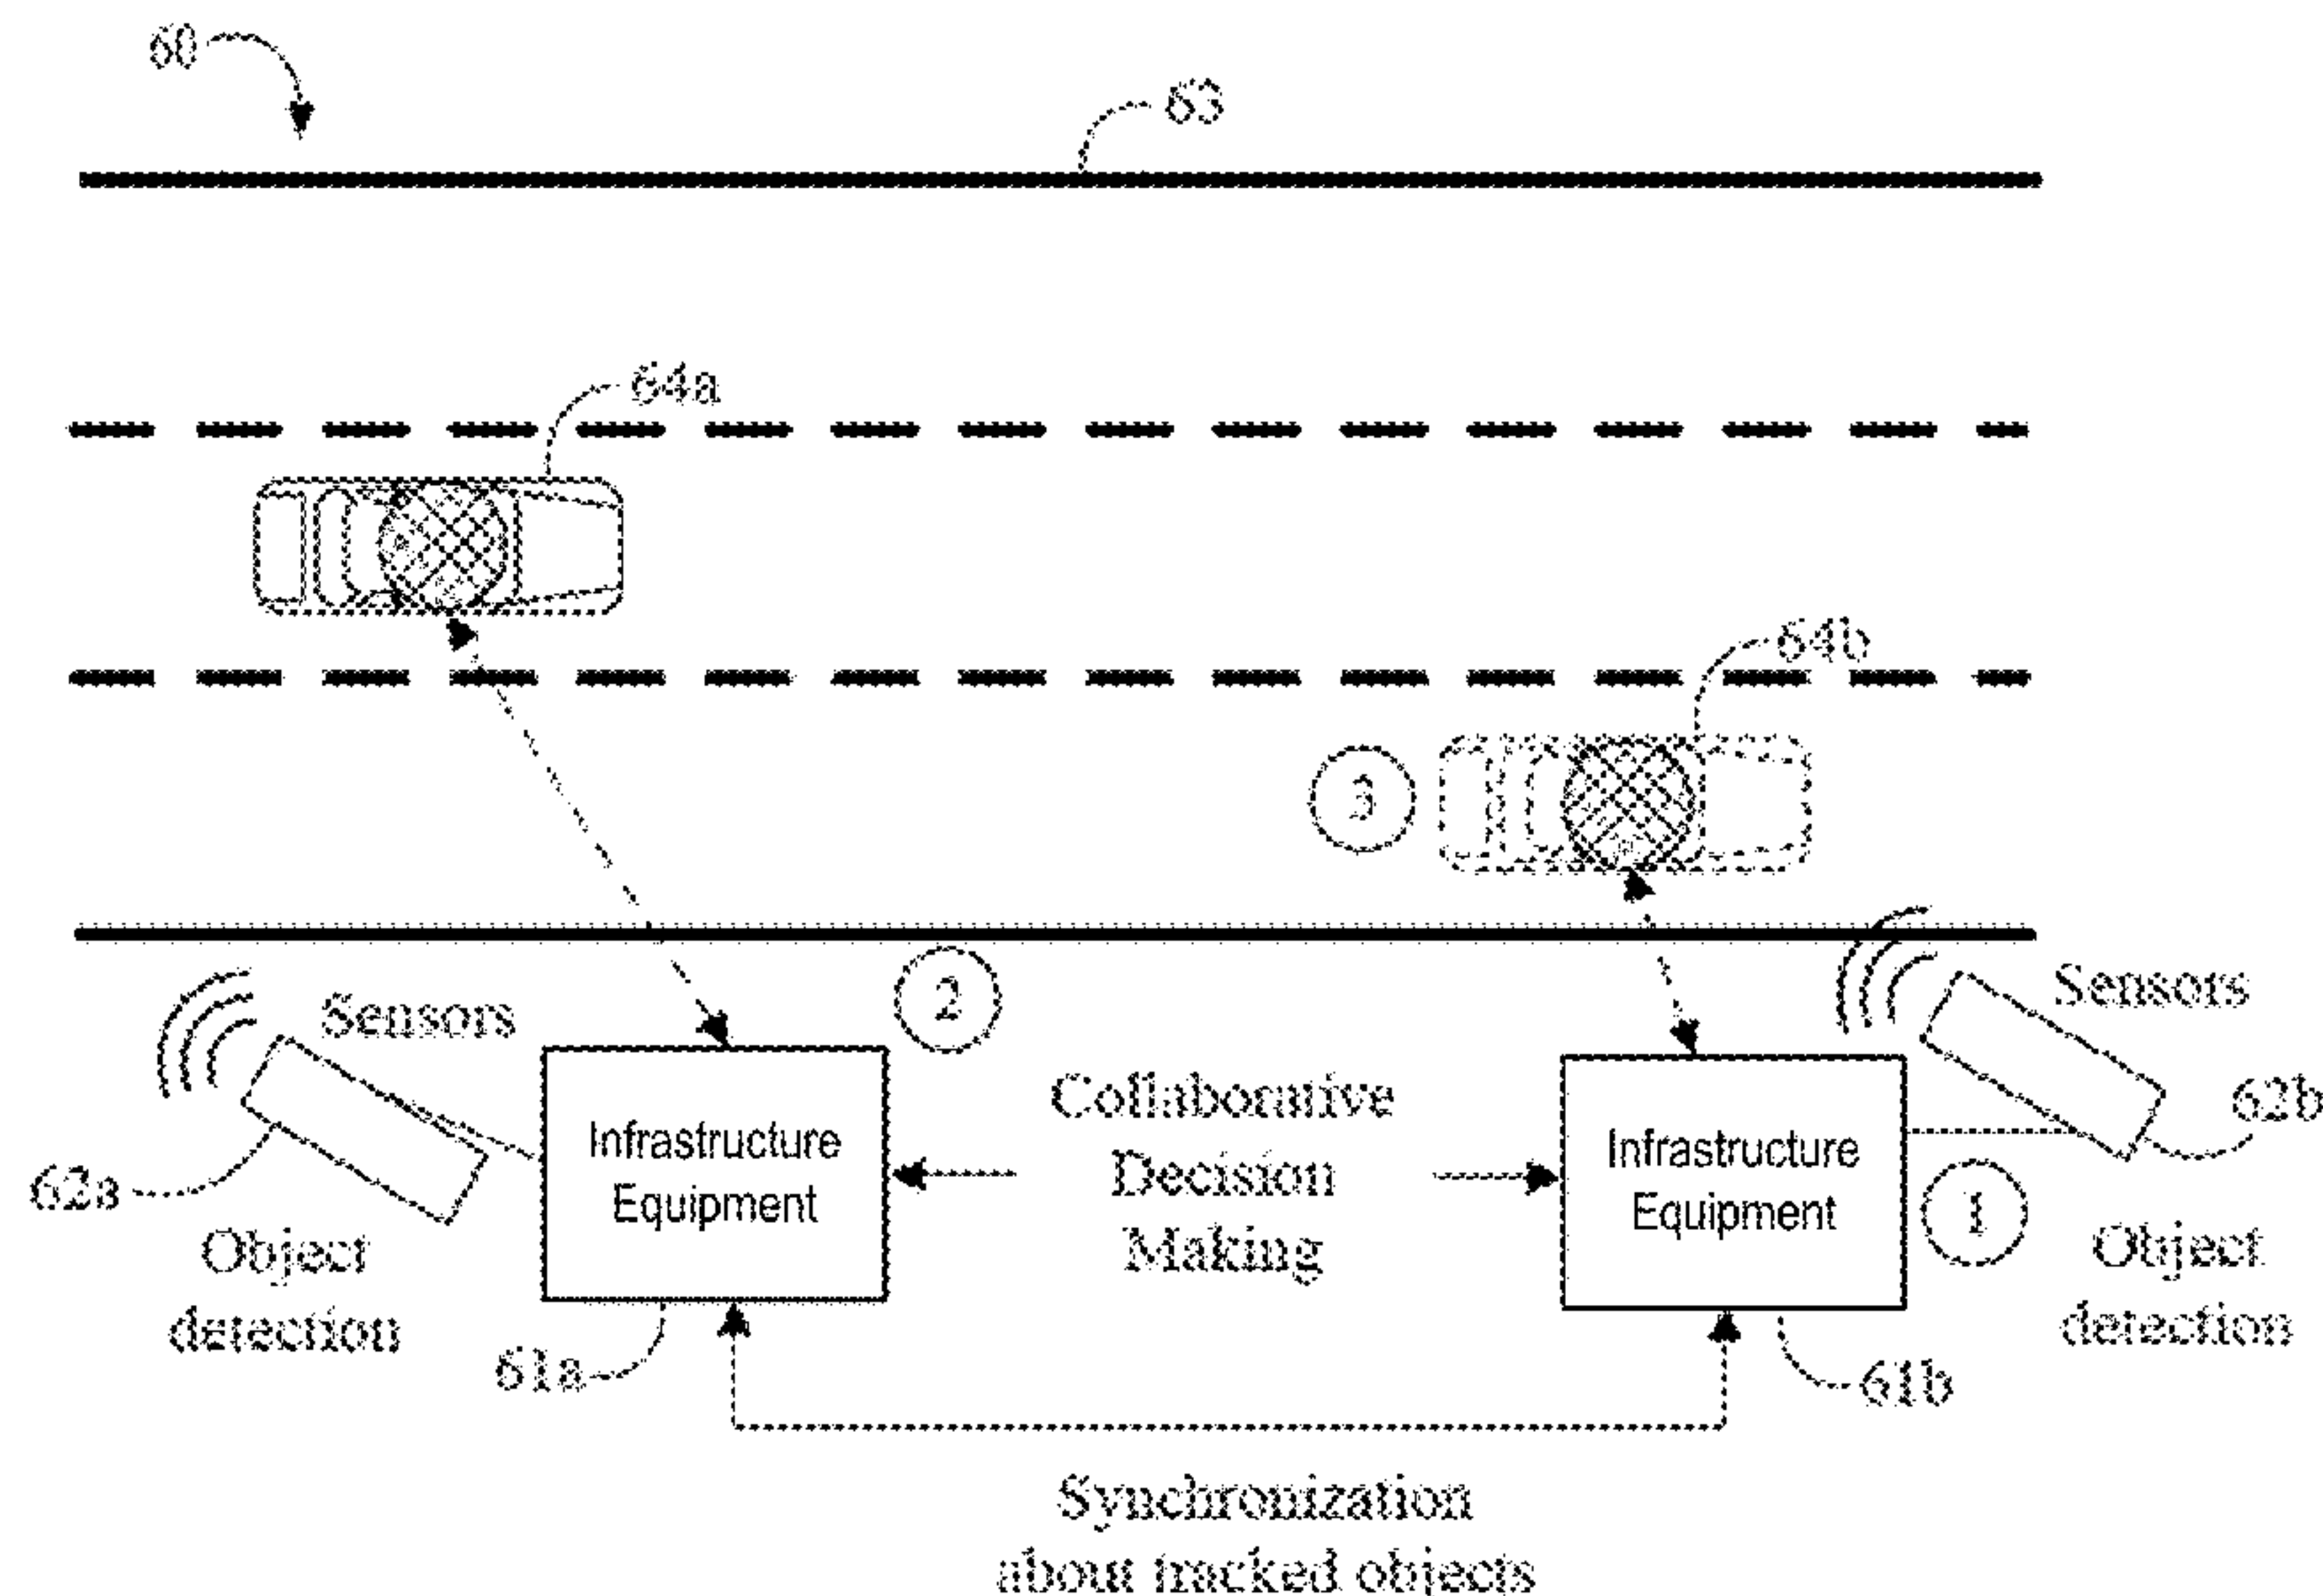 60
63
64a
64b
3
2
Sensors
Sensors
Infrastructure
Equipment
Collaborative
Decision
Making
Infrastructure
Equipment
62a
62b
1
Object
detection
Object
detection
61a
61b
Synchronization
about tracked objects